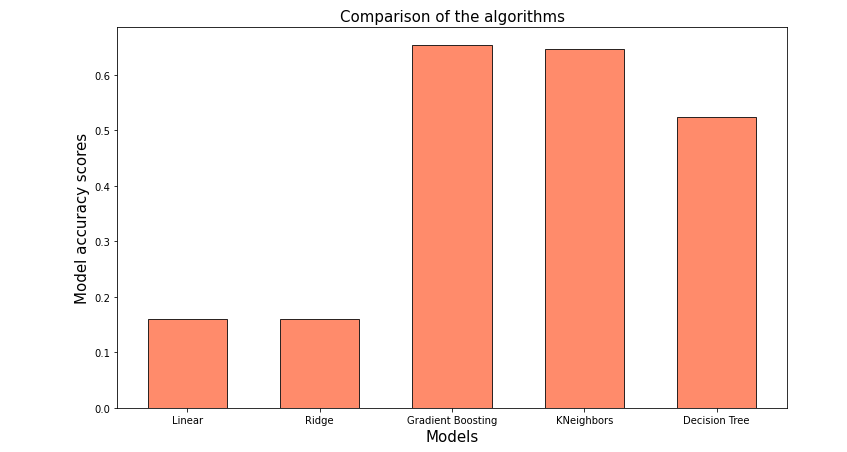 Comparison of the algorithms
Model accuracy scores
0.6
0.5
0.4
0.3
0.2
0.1
0.0
Linear Ridge Gradient Boosting KNeighbors Decision Tree
Models